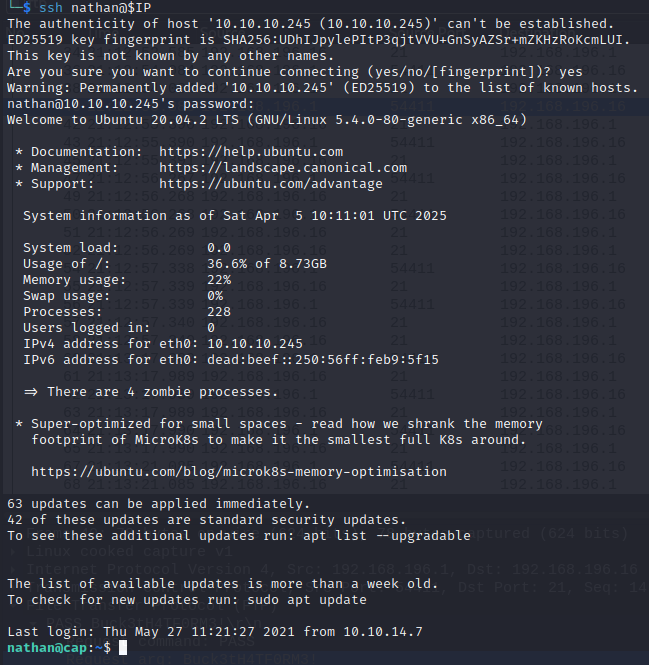 └─$ ssh nathan@$IP
The authenticity of host '10.10.10.245 (10.10.10.245)' can't be established.
ED25519 key fingerprint is SHA256:UDhIJpylePItP3qjtVVU+GnSyAZSr+mZKHzRoKcmLUI.
This key is not known by any other names.
Are you sure you want to continue connecting (yes/no/[fingerprint])? yes
Warning: Permanently added '10.10.10.245' (ED25519) to the list of known hosts.
nathan@10.10.10.245's password:
Welcome to Ubuntu 20.04.2 LTS (GNU/Linux 5.4.0-80-generic x86_64)

 * Documentation:  https://help.ubuntu.com
 * Management:     https://landscape.canonical.com
 * Support:        https://ubuntu.com/advantage

  System information as of Sat Apr  5 10:11:01 UTC 2025

  System load:           0.0
  Usage of /:            36.6% of 8.73GB
  Memory usage:          22%
  Swap usage:            0%
  Processes:             228
  Users logged in:       0
  IPv4 address for eth0: 10.10.10.245
  IPv6 address for eth0: dead:beef::250:56ff:feb9:5f15

  => There are 4 zombie processes.

 * Super-optimized for small spaces - read how we shrank the memory
   footprint of MicroK8s to make it the smallest full K8s around.

   https://ubuntu.com/blog/microk8s-memory-optimisation

63 updates can be applied immediately.
42 of these updates are standard security updates.
To see these additional updates run: apt list --upgradable

The list of available updates is more than a week old.
To check for new updates run: sudo apt update

Last login: Thu May 27 11:21:27 2021 from 10.10.14.7
nathan@cap:~$